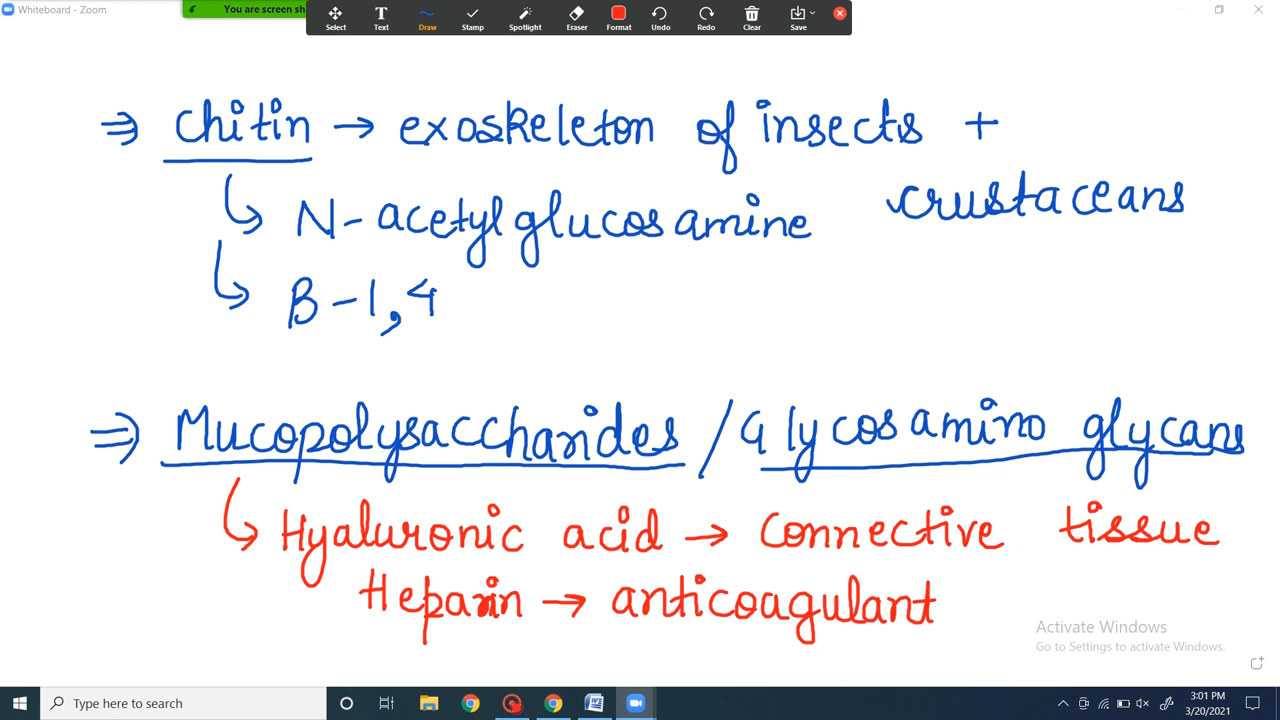 Whiteboard - Zoom
You are screen sh
Select Text Draw Stamp Spotlight Eraser Format Undo Redo Clear Save
⇒ Chitin → exoskeleton of insects +
crustaceans
↳ N-acetylglucosamine
↳ B-1,4
⇒ Mucopolysaccharides / Glycosamino glycans
↳ Hyaluronic acid → connective tissue
Heparin → anticoagulant
Activate Windows
Go to Settings to activate Windows.
Type here to search
3:01 PM
3/20/2021